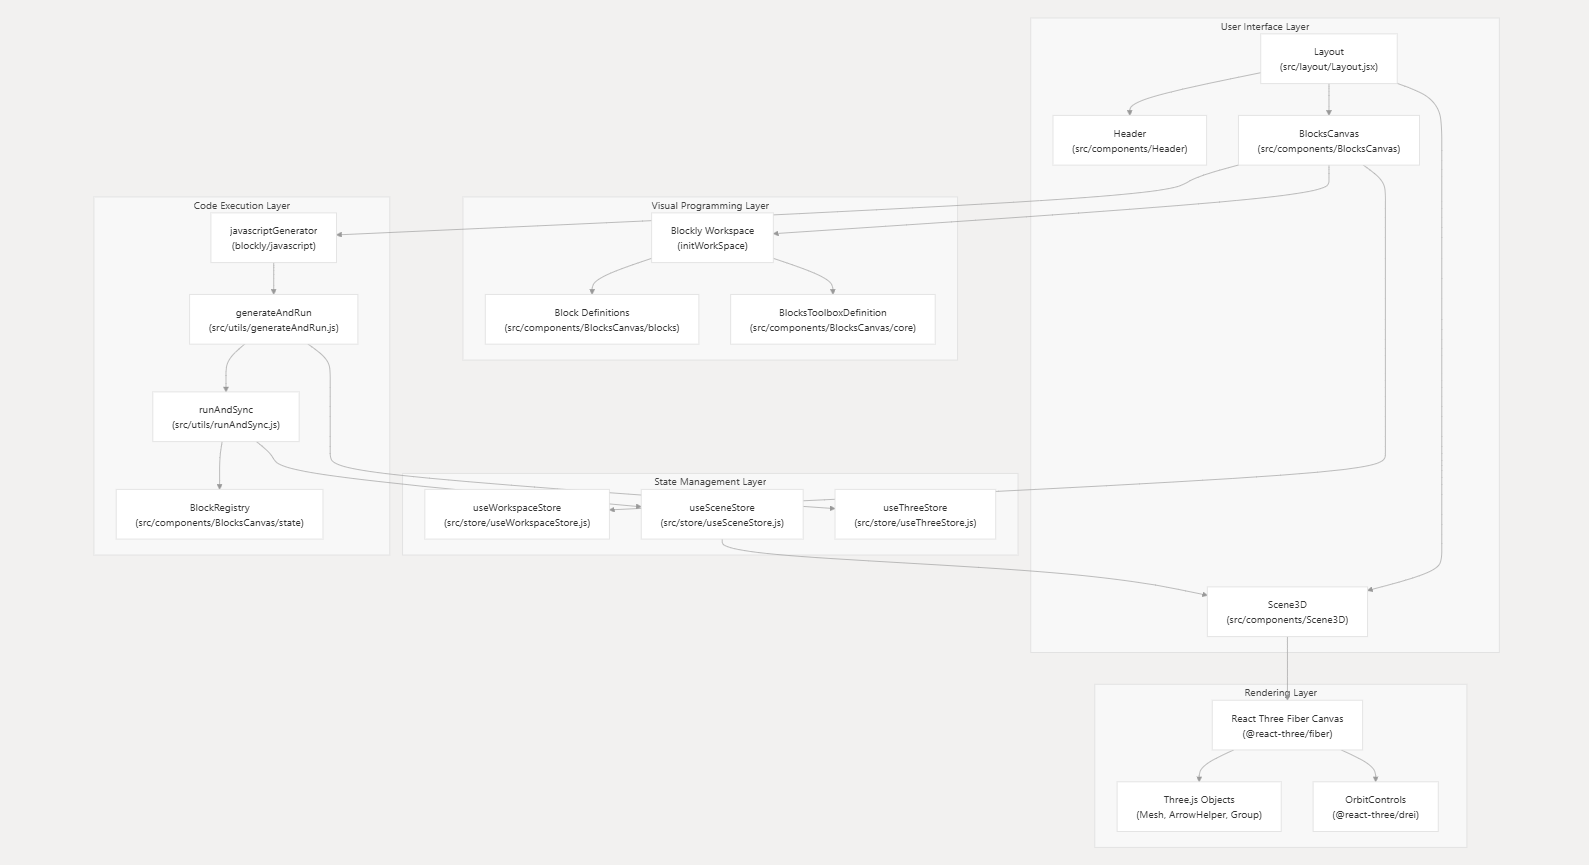 User Interface Layer
Layout
(src/layout/Layout.jsx)
Header
(src/components/Header)
BlocksCanvas
(src/components/BlocksCanvas)
Code Execution Layer
javascriptGenerator
(blockly/javascript)
generateAndRun
(src/utils/generateAndRun.js)
runAndSync
(src/utils/runAndSync.js)
BlockRegistry
(src/components/BlocksCanvas/state)
Visual Programming Layer
Blockly Workspace
(initWorkSpace)
Block Definitions
(src/components/BlocksCanvas/blocks)
BlocksToolboxDefinition
(src/components/BlocksCanvas/core)
State Management Layer
useWorkspaceStore
(src/store/useWorkspaceStore.js)
useSceneStore
(src/store/useSceneStore.js)
useThreeStore
(src/store/useThreeStore.js)
Scene3D
(src/components/Scene3D)
Rendering Layer
React Three Fiber Canvas
(@react-three/fiber)
Three.js Objects
(Mesh, ArrowHelper, Group)
OrbitControls
(@react-three/drei)